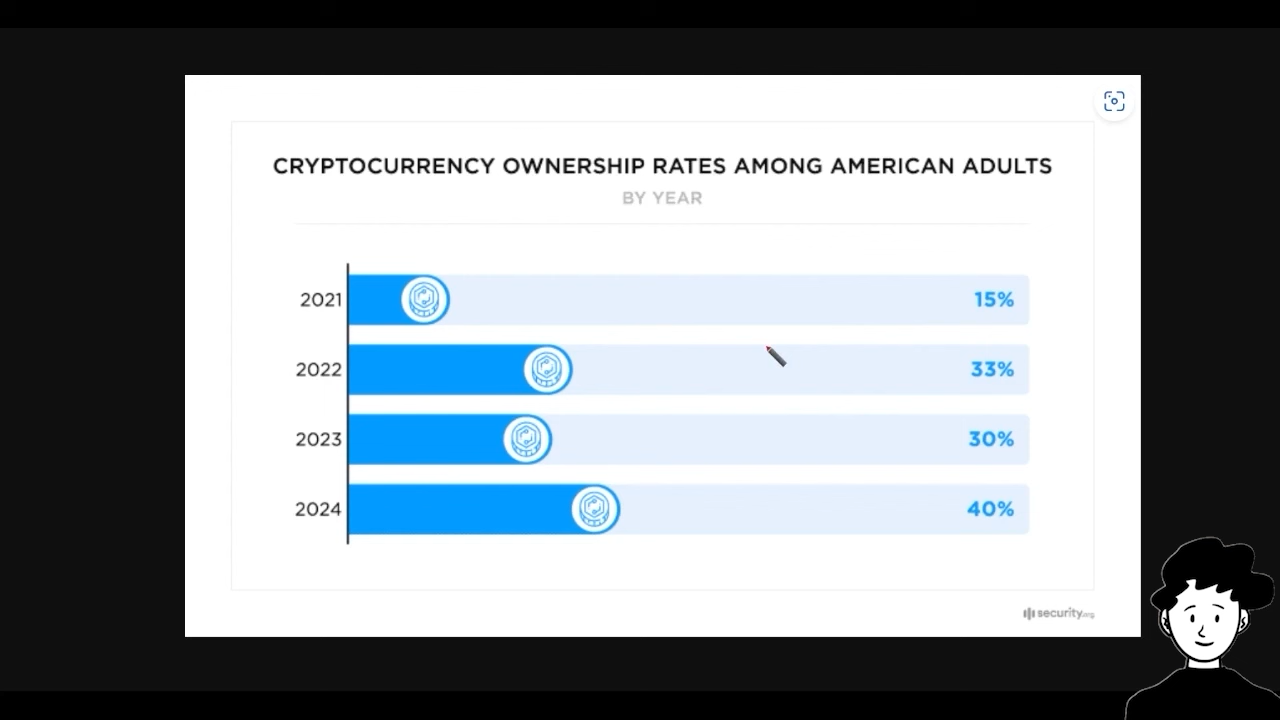 CRYPTOCURRENCY OWNERSHIP RATES AMONG AMERICAN ADULTS
BY YEAR
2021 15%
2022 33%
2023 30%
2024 40%
security.org